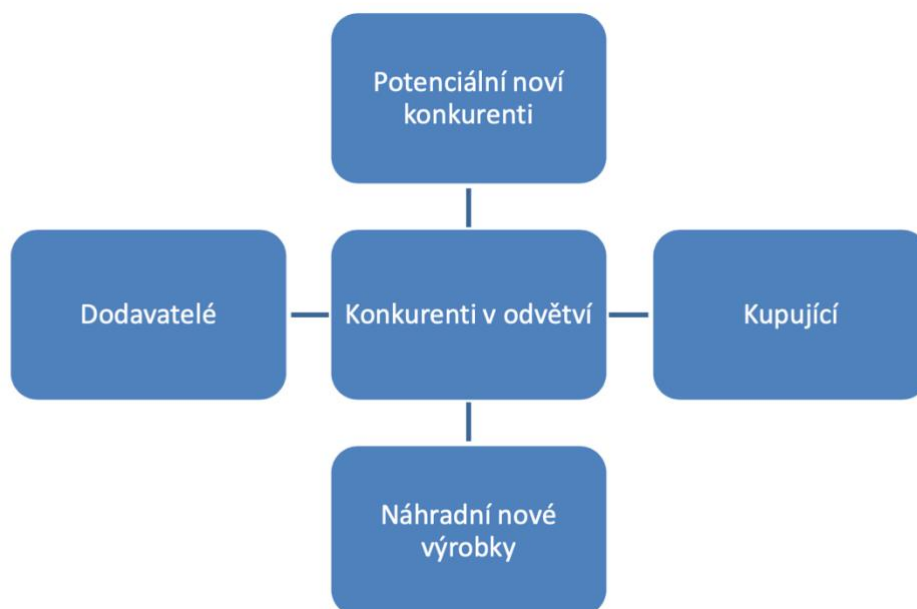 Potenciální noví
konkurenti
Dodavatelé
Konkurenti v odvětví
Kupující
Náhradní nové
výrobky